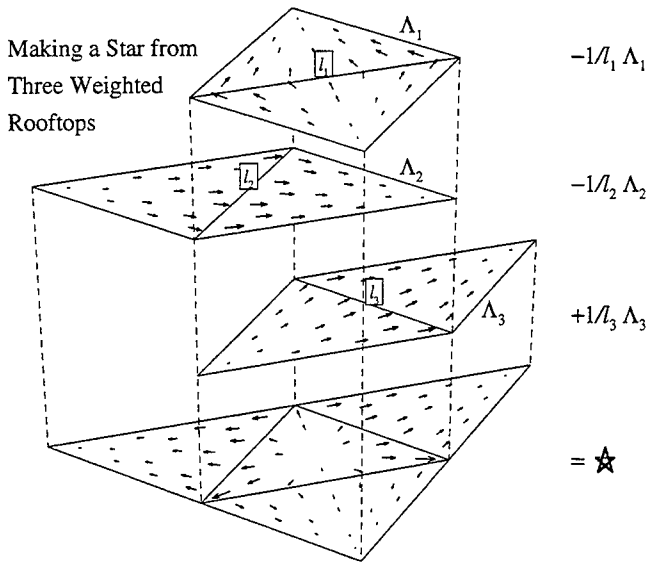 Making a Star from
Three Weighted
Rooftops
Λ₁
l₁
−1/l₁ Λ₁
Λ₂
l₂
−1/l₂ Λ₂
l₃
Λ₃
+1/l₃ Λ₃
= ☆